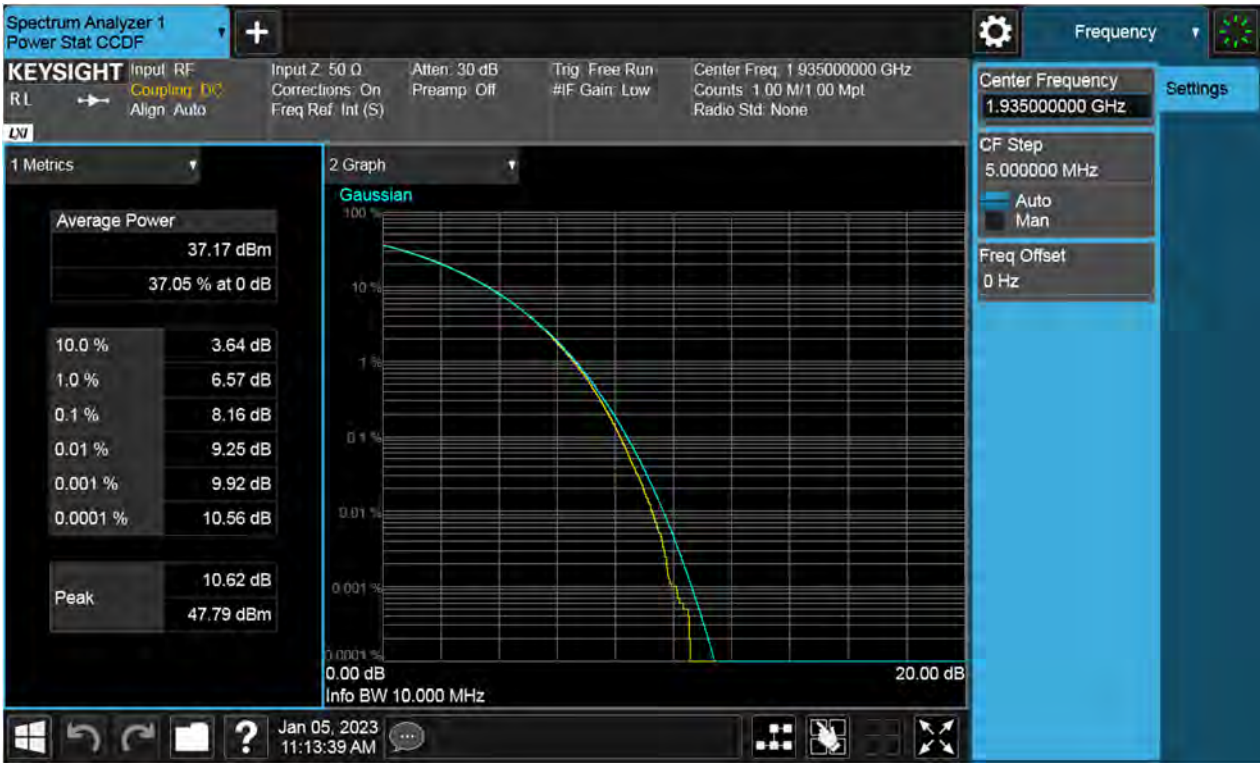 Spectrum Analyzer 1
Power Stat CCDF
+
Frequency
KEYSIGHT
RL
LXI
Input: RF
Coupling: DC
Align: Auto
Input Z: 50 Ω
Corrections: On
Freq Ref: Int (S)
Atten: 30 dB
Preamp: Off
Trig: Free Run
#IF Gain: Low
Center Freq: 1.935000000 GHz
Counts: 1.00 M/1.00 Mpt
Radio Std: None
Center Frequency
1.935000000 GHz
Settings
CF Step
5.000000 MHz
Auto
Man
Freq Offset
0 Hz
1 Metrics
Average Power
37.17 dBm
37.05 % at 0 dB
10.0 % 3.64 dB
1.0 % 6.57 dB
0.1 % 8.16 dB
0.01 % 9.25 dB
0.001 % 9.92 dB
0.0001 % 10.56 dB
Peak
10.62 dB
47.79 dBm
2 Graph
Gaussian
100 %
10 %
1 %
0.1 %
0.01 %
0.001 %
0.0001 %
0.00 dB 20.00 dB
Info BW 10.000 MHz
?
Jan 05, 2023
11:13:39 AM